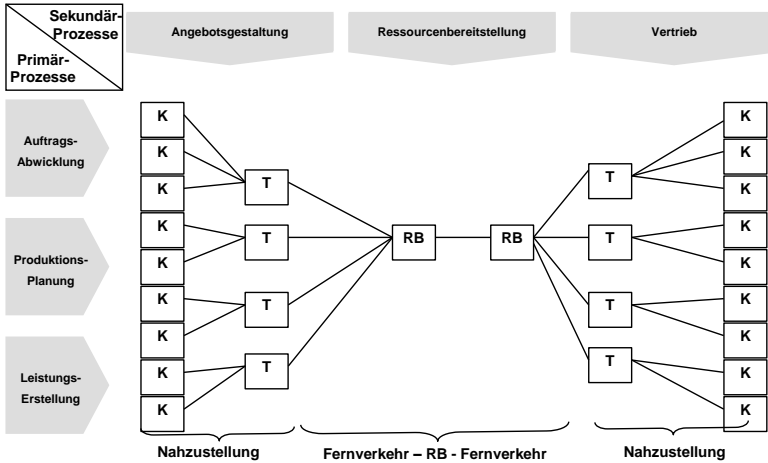 Sekundär-
Prozesse
Primär-
Prozesse
Angebotsgestaltung
Ressourcenbereitstellung
Vertrieb
Auftrags-
Abwicklung
Produktions-
Planung
Leistungs-
Erstellung
K
K
K
K
K
K
K
K
K
T
T
T
T
RB
RB
T
T
T
T
K
K
K
K
K
K
K
K
K
Nahzustellung
Fernverkehr – RB - Fernverkehr
Nahzustellung